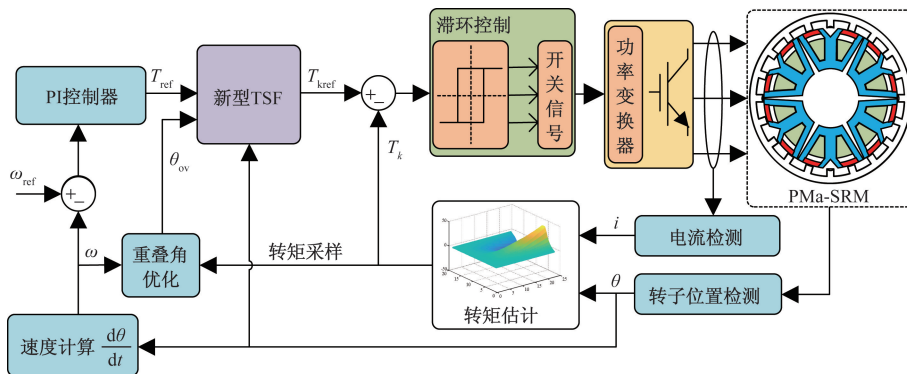 PI控制器
T_ref
新型TSF
T_kref
+
−
滞环控制
开关信号
功率变换器
PMa-SRM
θ_ov
T_k
ω_ref
+
−
ω
重叠角
优化
转矩采样
转矩估计
i
电流检测
θ
转子位置检测
速度计算 dθ/dt